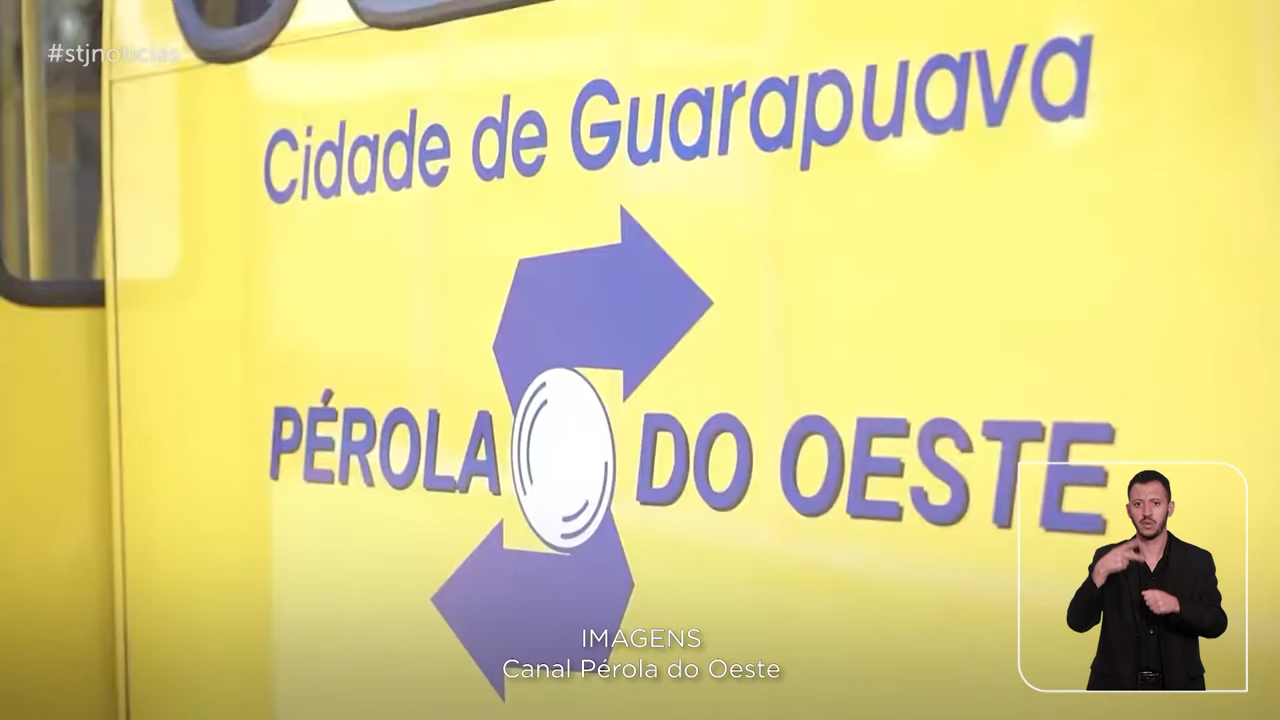 #stjnoticias
Cidade de Guarapuava
PÉROLA DO OESTE
IMAGENS
Canal Pérola do Oeste